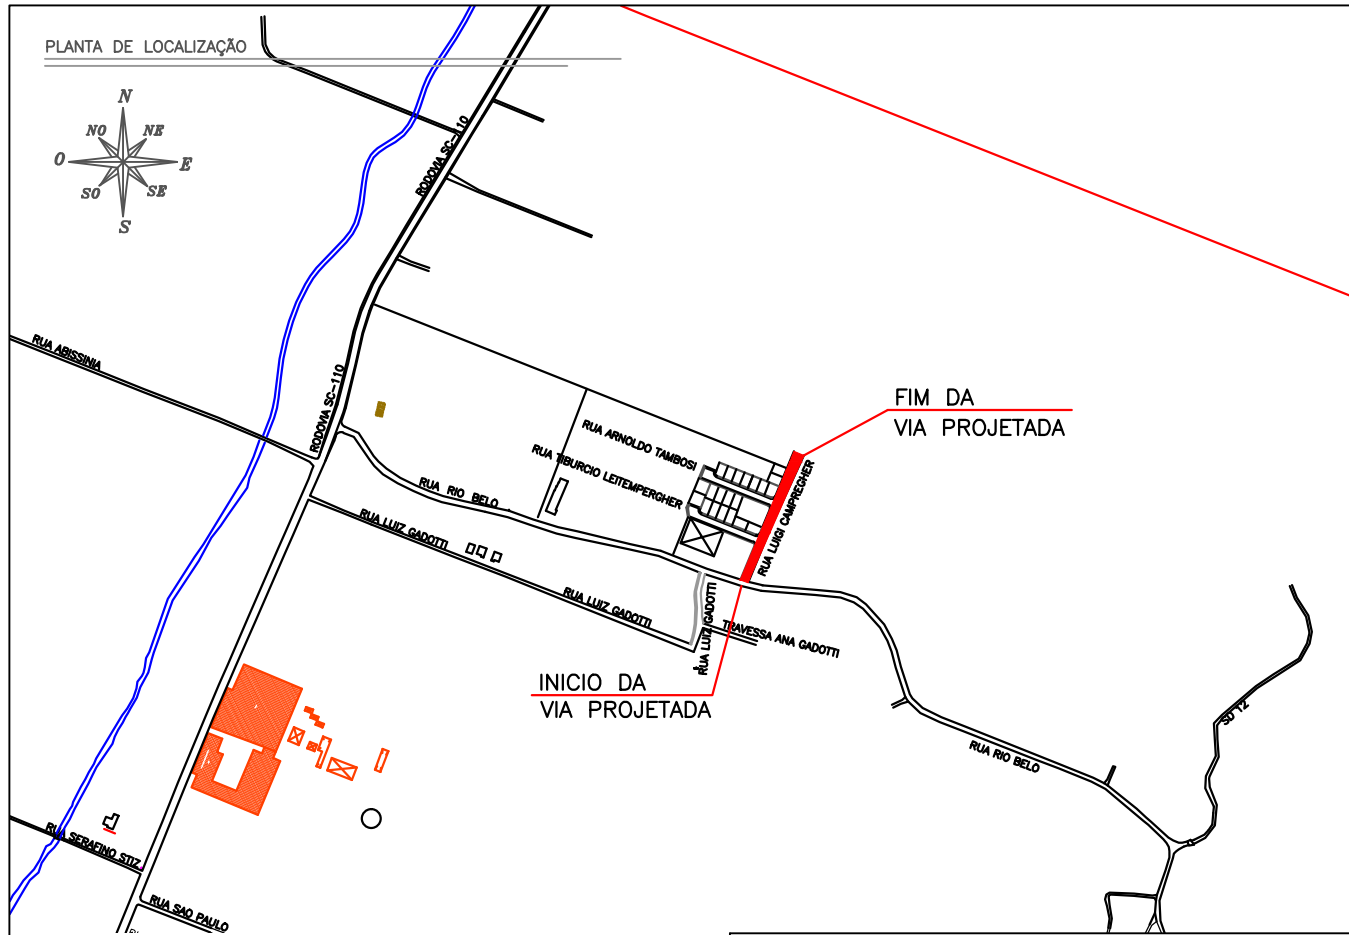 PLANTA DE LOCALIZAÇÃO
N
NO
NE
O
E
SO
SE
S
RODOVIA SC-110
RUA ABISSINIA
RODOVIA SC-110
FIM DA
VIA PROJETADA
RUA ARNOLDO TAMBOSI
RUA TIBURCIO LEITEMPERGHER
RUA LUIGI CAMPREGHER
RUA RIO BELO
RUA LUIZ GADOTTI
RUA LUIZ GADOTTI
RUA LUIZ GADOTTI
TRAVESSA ANA GADOTTI
INICIO DA
VIA PROJETADA
SD 12
RUA RIO BELO
RUA SERAFINO STIZ
RUA SAO PAULO